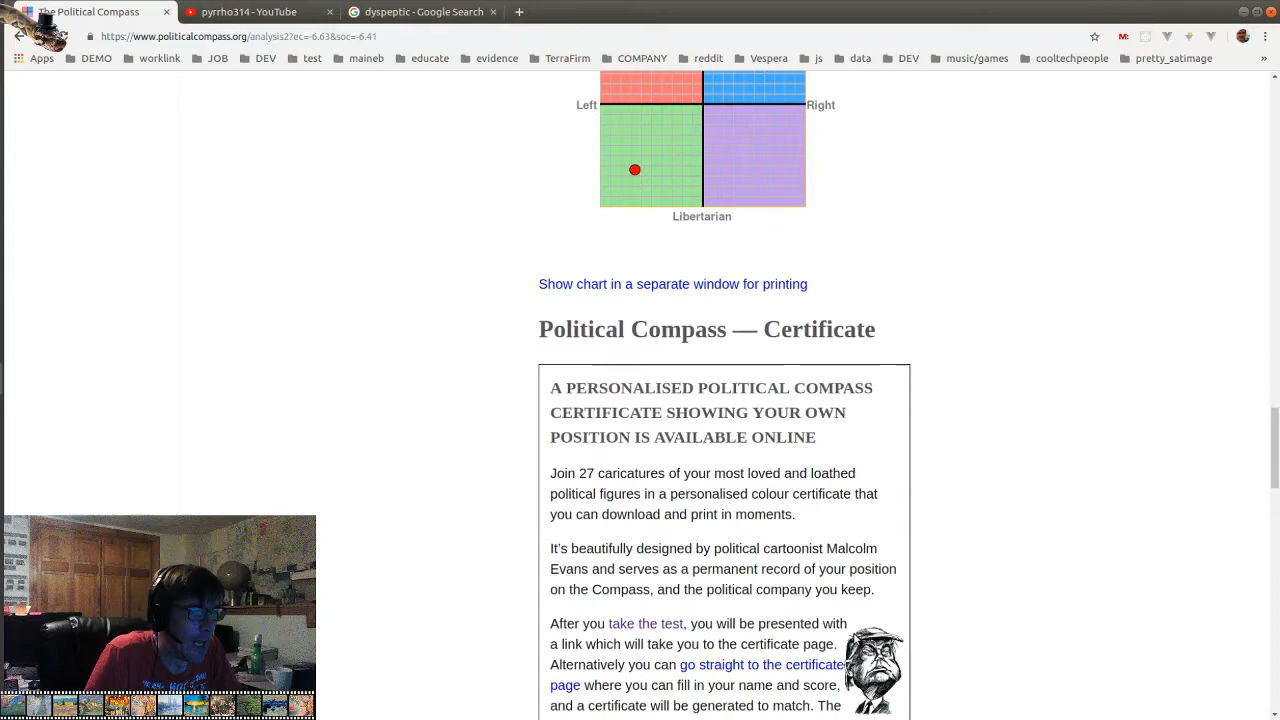 The Political Compass
pyrrho314 - YouTube
dyspeptic - Google Search
https://www.politicalcompass.org/analysis2?ec=-6.63&soc=-6.41
Apps DEMO worklink JOB DEV test maineb educate evidence TerraFirm COMPANY reddit Vespera js data DEV music/games cooltechpeople pretty_satimage »
Left
Right
Libertarian
Show chart in a separate window for printing
Political Compass — Certificate
A PERSONALISED POLITICAL COMPASS
CERTIFICATE SHOWING YOUR OWN
POSITION IS AVAILABLE ONLINE
Join 27 caricatures of your most loved and loathed
political figures in a personalised colour certificate that
you can download and print in moments.
It's beautifully designed by political cartoonist Malcolm
Evans and serves as a permanent record of your position
on the Compass, and the political company you keep.
After you take the test, you will be presented with
a link which will take you to the certificate page.
Alternatively you can go straight to the certificate
page where you can fill in your name and score,
and a certificate will be generated to match. The